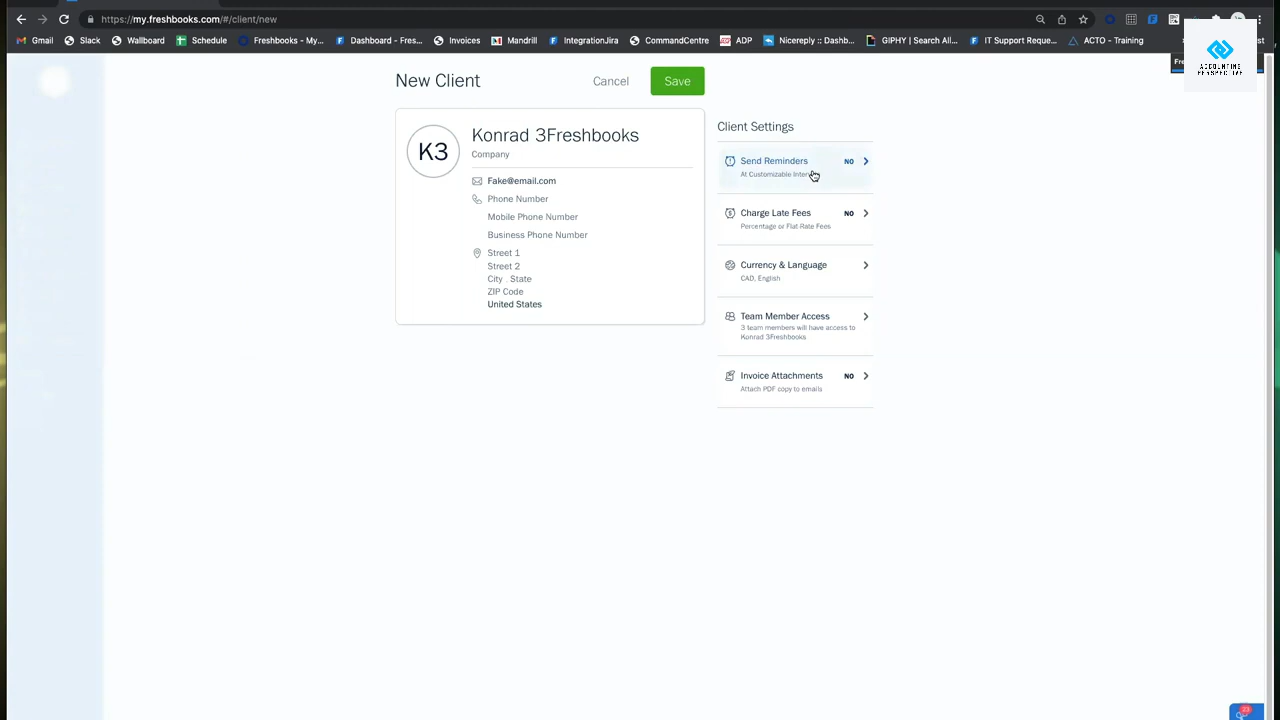 https://my.freshbooks.com/#/client/new
Gmail Slack Wallboard Schedule Freshbooks - My... Dashboard - Fres... Invoices Mandrill IntegrationJira CommandCentre ADP Nicereply :: Dashb... GIPHY | Search All... IT Support Reque... ACTO - Training
ACCOUNTING
PERSPECTIVE
New Client
Cancel
Save
K3
Konrad 3Freshbooks
Company
Fake@email.com
Phone Number
Mobile Phone Number
Business Phone Number
Street 1
Street 2
City . State
ZIP Code
United States
Client Settings
Send Reminders NO
At Customizable
Charge Late Fees NO
Percentage or Flat-Rate Fees
Currency & Language
CAD, English
Team Member Access
3 team members will have access to
Konrad 3Freshbooks
Invoice Attachments NO
Attach PDF copy to emails